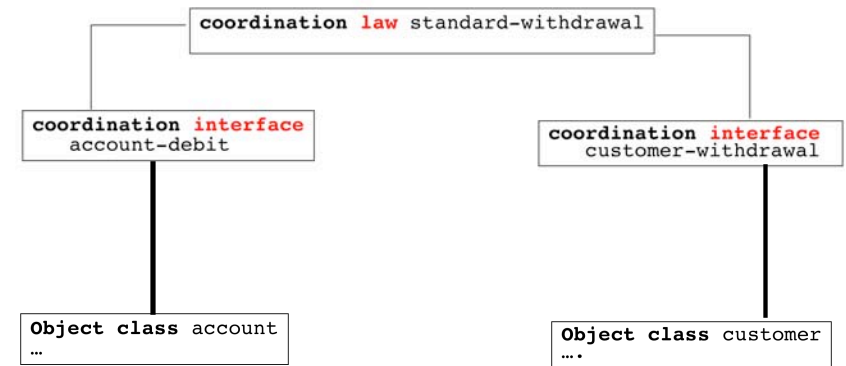 coordination law standard-withdrawal
coordination interface
account-debit
coordination interface
customer-withdrawal
Object class account
…
Object class customer
….